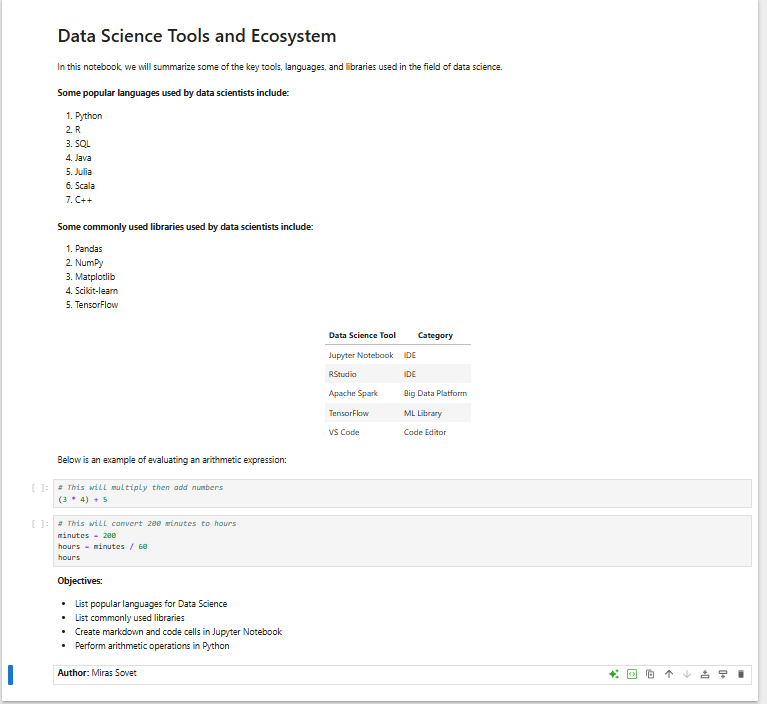 Data Science Tools and Ecosystem
In this notebook, we will summarize some of the key tools, languages, and libraries used in the field of data science.
Some popular languages used by data scientists include:
1. Python
2. R
3. SQL
4. Java
5. Julia
6. Scala
7. C++
Some commonly used libraries used by data scientists include:
1. Pandas
2. NumPy
3. Matplotlib
4. Scikit-learn
5. TensorFlow
Data Science Tool Category
Jupyter Notebook IDE
RStudio IDE
Apache Spark Big Data Platform
TensorFlow ML Library
VS Code Code Editor
Below is an example of evaluating an arithmetic expression:
[ ]: # This will multiply then add numbers
(3 * 4) + 5
[ ]: # This will convert 200 minutes to hours
minutes = 200
hours = minutes / 60
hours
Objectives:
• List popular languages for Data Science
• List commonly used libraries
• Create markdown and code cells in Jupyter Notebook
• Perform arithmetic operations in Python
Author: Miras Sovet